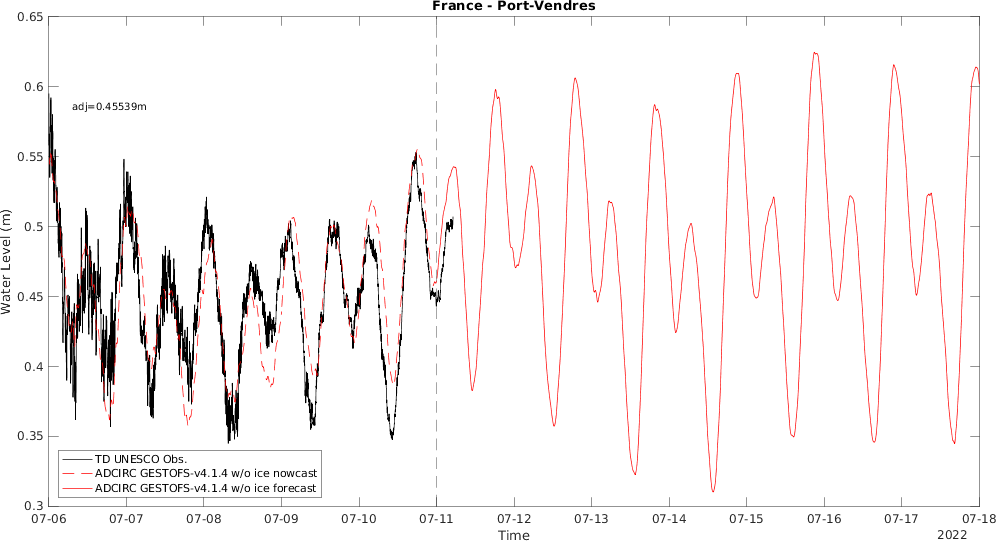 France - Port-Vendres
0.65
0.6
0.55
0.5
0.45
0.4
0.35
0.3
Water Level (m)
adj=0.45539m
TD UNESCO Obs.
ADCIRC GESTOFS-v4.1.4 w/o ice nowcast
ADCIRC GESTOFS-v4.1.4 w/o ice forecast
07-06 07-07 07-08 07-09 07-10 07-11 07-12 07-13 07-14 07-15 07-16 07-17 07-18
Time
2022